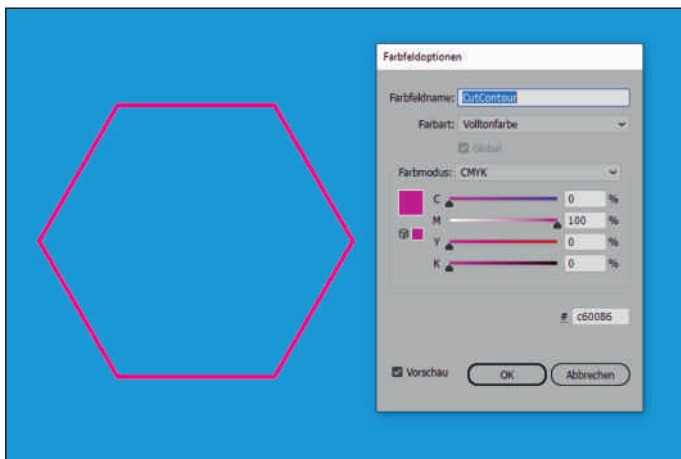 Farbfeldoptionen
Farbfeldname: CutContour
Farbart: Volltonfarbe
Global
Farbmodus: CMYK
C 0 %
M 100 %
Y 0 %
K 0 %
# c60086
Vorschau OK Abbrechen